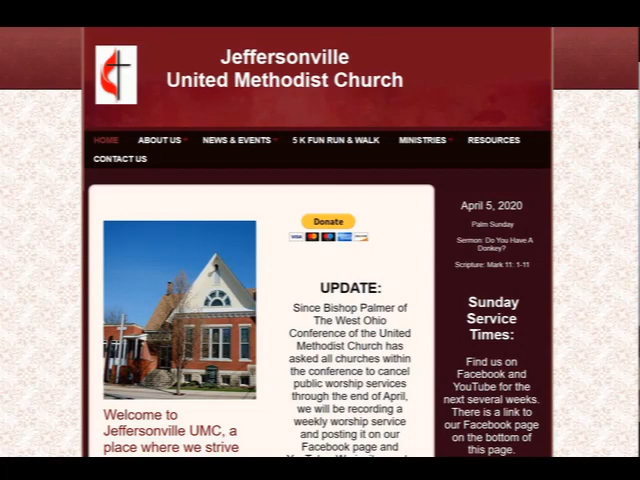 Jeffersonville
United Methodist Church
HOME ABOUT US NEWS & EVENTS 5 K FUN RUN & WALK MINISTRIES RESOURCES
CONTACT US
Donate
VISA
UPDATE:
Since Bishop Palmer of
The West Ohio
Conference of the United
Methodist Church has
asked all churches within
the conference to cancel
public worship services
through the end of April,
we will be recording a
weekly worship service
and posting it on our
Facebook page and
Welcome to
Jeffersonville UMC, a
place where we strive
April 5, 2020
Palm Sunday
Sermon: Do You Have A
Donkey?
Scripture: Mark 11: 1-11
Sunday
Service
Times:
Find us on
Facebook and
YouTube for the
next several weeks.
There is a link to
our Facebook page
on the bottom of
this page.